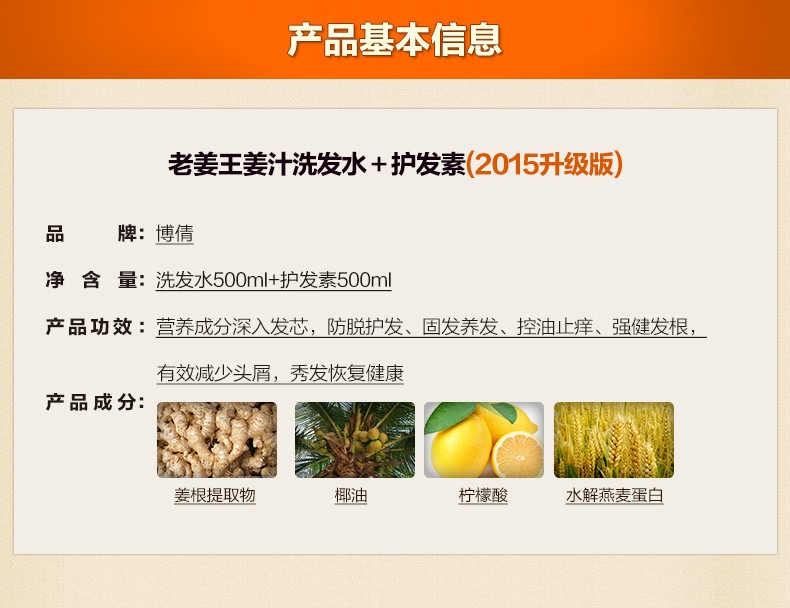 产品基本信息
老姜王姜汁洗发水+护发素(2015升级版)
品牌：博倩
净含量：洗发水500ml+护发素500ml
产品功效：营养成分深入发芯，防脱护发、固发养发、控油止痒、强健发根，
有效减少头屑，秀发恢复健康
产品成分：
姜根提取物 椰油 柠檬酸 水解燕麦蛋白